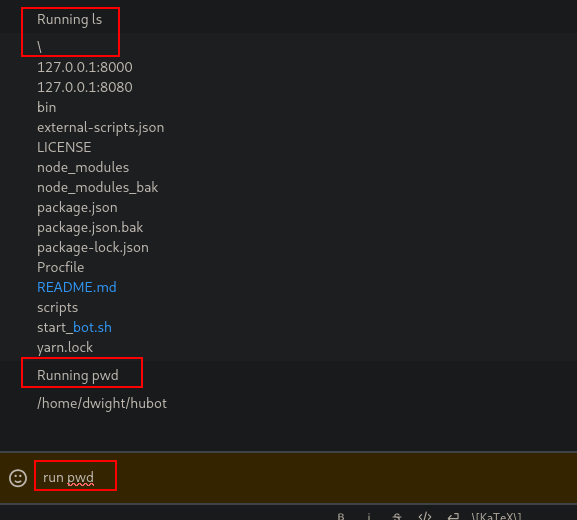 Running ls
\
127.0.0.1:8000
127.0.0.1:8080
bin
external-scripts.json
LICENSE
node_modules
node_modules_bak
package.json
package.json.bak
package-lock.json
Procfile
README.md
scripts
start_bot.sh
yarn.lock
Running pwd
/home/dwight/hubot
run pwd
B i S </> \[KaTeX\]